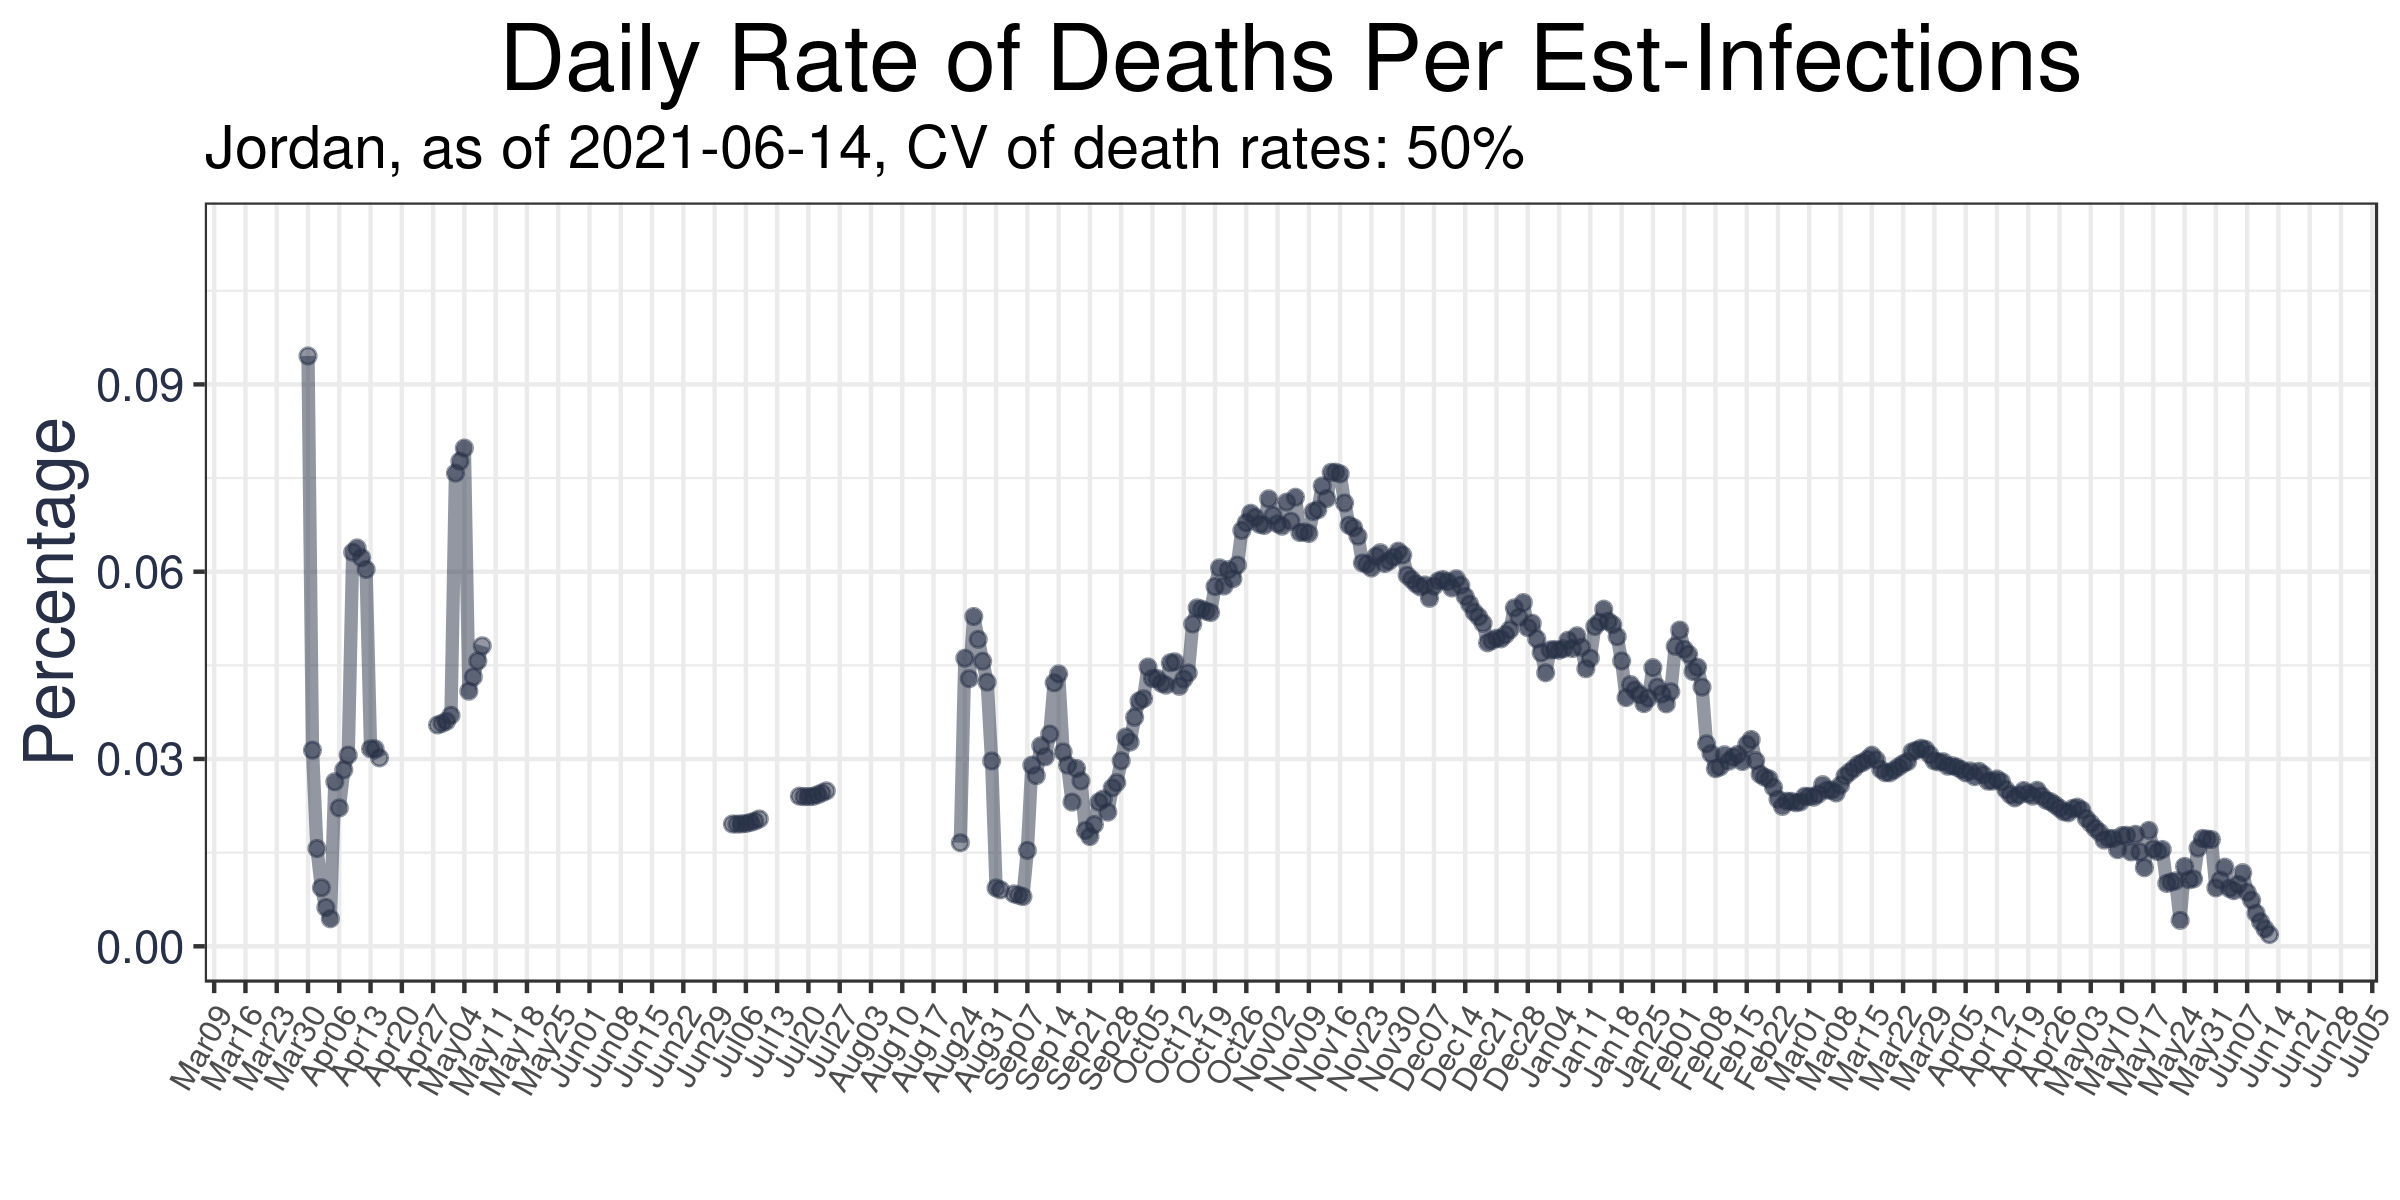 Daily Rate of Deaths Per Est-Infections
Jordan, as of 2021-06-14, CV of death rates: 50%
Percentage
0.09
0.06
0.03
0.00
Mar09
Mar16
Mar23
Mar30
Apr06
Apr13
Apr20
Apr27
May04
May11
May18
May25
Jun01
Jun08
Jun15
Jun22
Jun29
Jul06
Jul13
Jul20
Jul27
Aug03
Aug10
Aug17
Aug24
Aug31
Sep07
Sep14
Sep21
Sep28
Oct05
Oct12
Oct19
Oct26
Nov02
Nov09
Nov16
Nov23
Nov30
Dec07
Dec14
Dec21
Dec28
Jan04
Jan11
Jan18
Jan25
Feb01
Feb08
Feb15
Feb22
Mar01
Mar08
Mar15
Mar22
Mar29
Apr05
Apr12
Apr19
Apr26
May03
May10
May17
May24
May31
Jun07
Jun14
Jun21
Jun28
Jul05